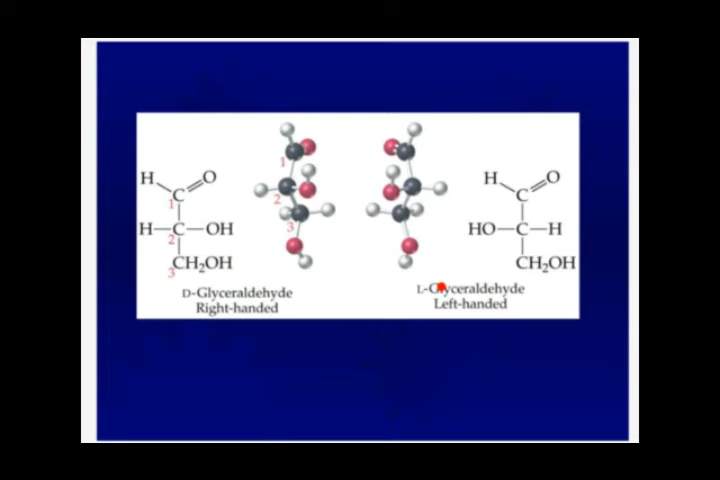 H O
C
1
H—C—OH
2
CH₂OH
3
D-Glyceraldehyde
Right-handed
1
2
3
H O
C
HO—C—H
CH₂OH
L-Glyceraldehyde
Left-handed